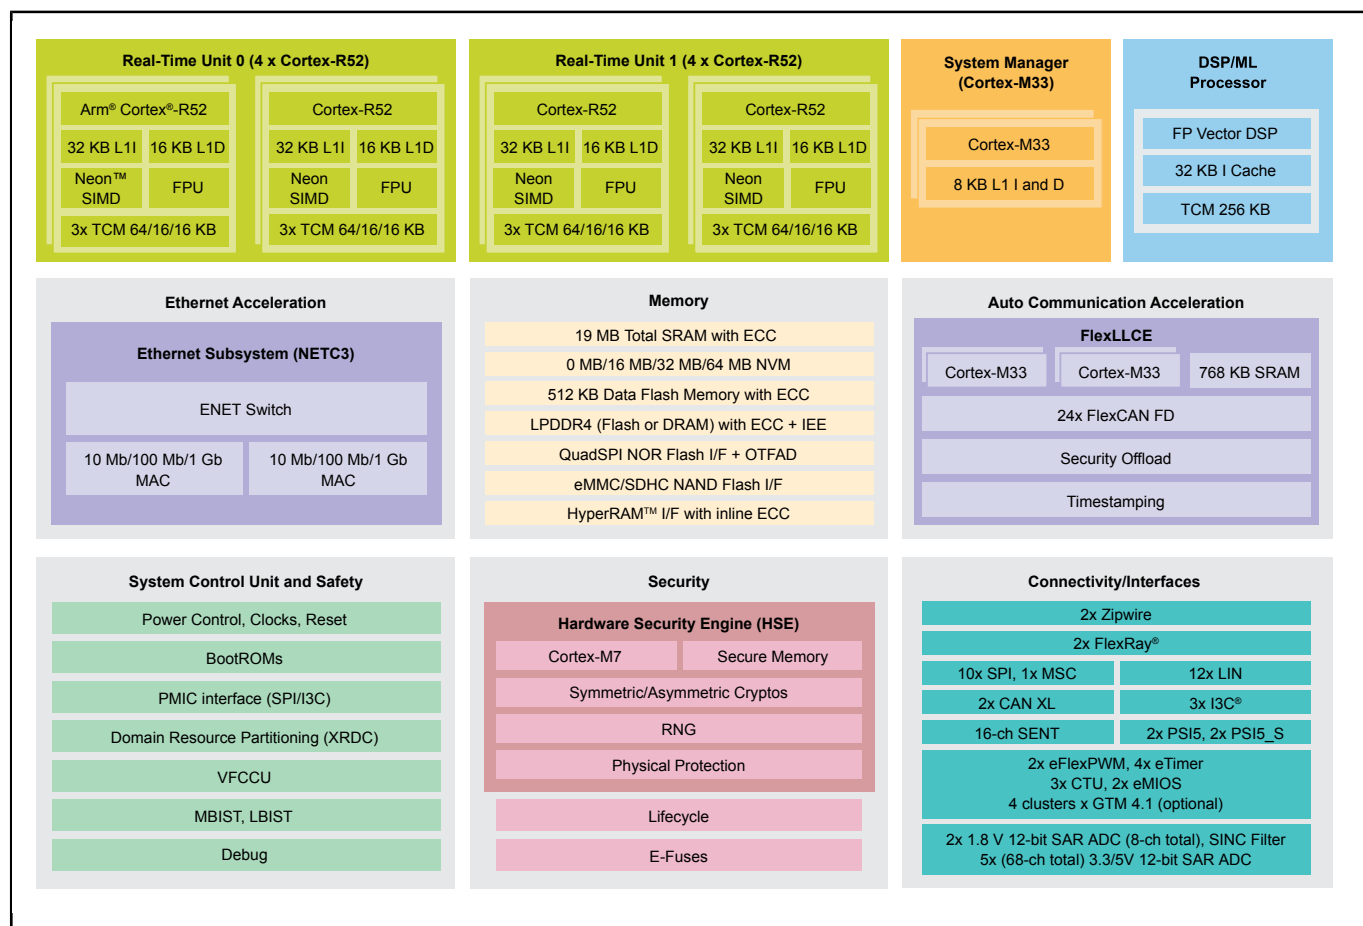 Real-Time Unit 0 (4 x Cortex-R52)
Arm® Cortex®-R52
32 KB L1I
16 KB L1D
Neon™
SIMD
FPU
3x TCM 64/16/16 KB
Cortex-R52
32 KB L1I
16 KB L1D
Neon
SIMD
FPU
3x TCM 64/16/16 KB
Real-Time Unit 1 (4 x Cortex-R52)
Cortex-R52
32 KB L1I
16 KB L1D
Neon
SIMD
FPU
3x TCM 64/16/16 KB
Cortex-R52
32 KB L1I
16 KB L1D
Neon
SIMD
FPU
3x TCM 64/16/16 KB
System Manager
(Cortex-M33)
Cortex-M33
8 KB L1 I and D
DSP/ML
Processor
FP Vector DSP
32 KB I Cache
TCM 256 KB
Ethernet Acceleration
Ethernet Subsystem (NETC3)
ENET Switch
10 Mb/100 Mb/1 Gb
MAC
10 Mb/100 Mb/1 Gb
MAC
Memory
19 MB Total SRAM with ECC
0 MB/16 MB/32 MB/64 MB NVM
512 KB Data Flash Memory with ECC
LPDDR4 (Flash or DRAM) with ECC + IEE
QuadSPI NOR Flash I/F + OTFAD
eMMC/SDHC NAND Flash I/F
HyperRAM™ I/F with inline ECC
Auto Communication Acceleration
FlexLLCE
Cortex-M33
Cortex-M33
768 KB SRAM
24x FlexCAN FD
Security Offload
Timestamping
System Control Unit and Safety
Power Control, Clocks, Reset
BootROMs
PMIC interface (SPI/I3C)
Domain Resource Partitioning (XRDC)
VFCCU
MBIST, LBIST
Debug
Security
Hardware Security Engine (HSE)
Cortex-M7
Secure Memory
Symmetric/Asymmetric Cryptos
RNG
Physical Protection
Lifecycle
E-Fuses
Connectivity/Interfaces
2x Zipwire
2x FlexRay®
10x SPI, 1x MSC
12x LIN
2x CAN XL
3x I3C®
16-ch SENT
2x PSI5, 2x PSI5_S
2x eFlexPWM, 4x eTimer
3x CTU, 2x eMIOS
4 clusters x GTM 4.1 (optional)
2x 1.8 V 12-bit SAR ADC (8-ch total), SINC Filter
5x (68-ch total) 3.3/5V 12-bit SAR ADC